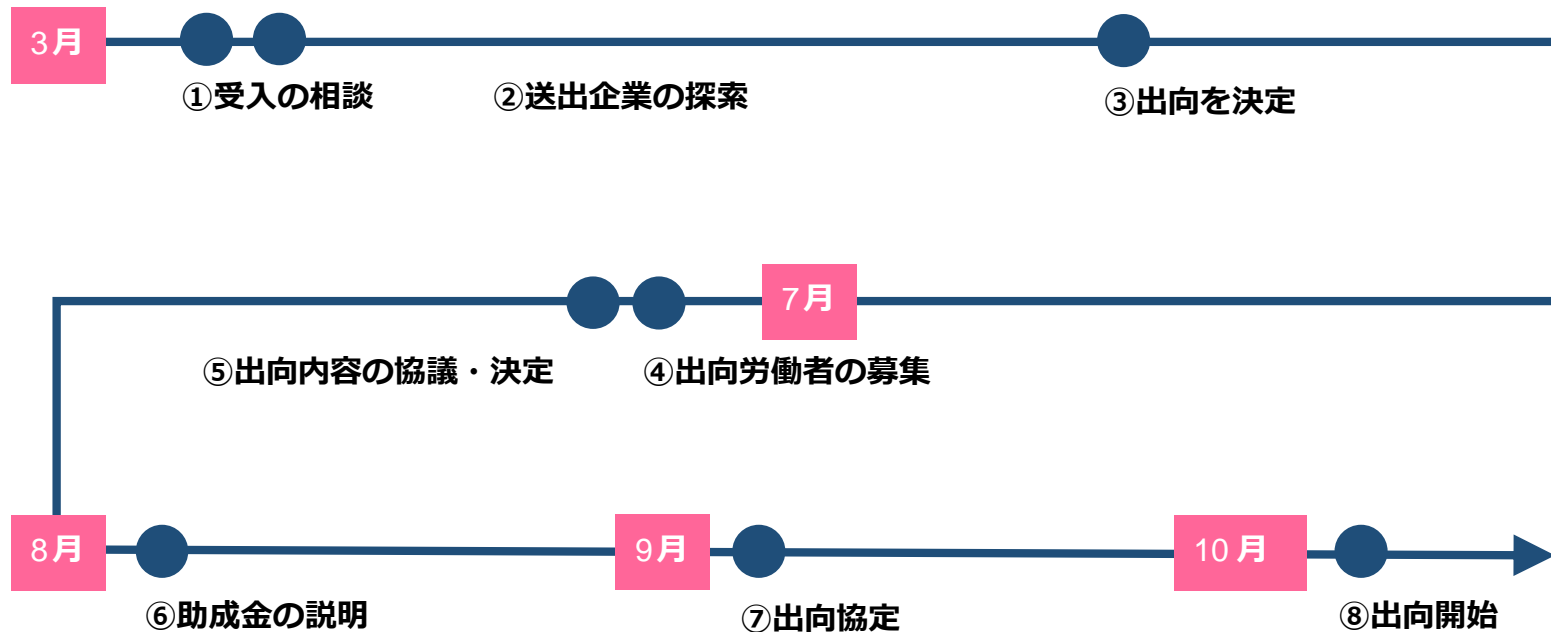 3月
①受入の相談
②送出企業の探索
③出向を決定
7月
④出向労働者の募集
⑤出向内容の協議・決定
8月
⑥助成金の説明
9月
⑦出向協定
10 月
⑧出向開始